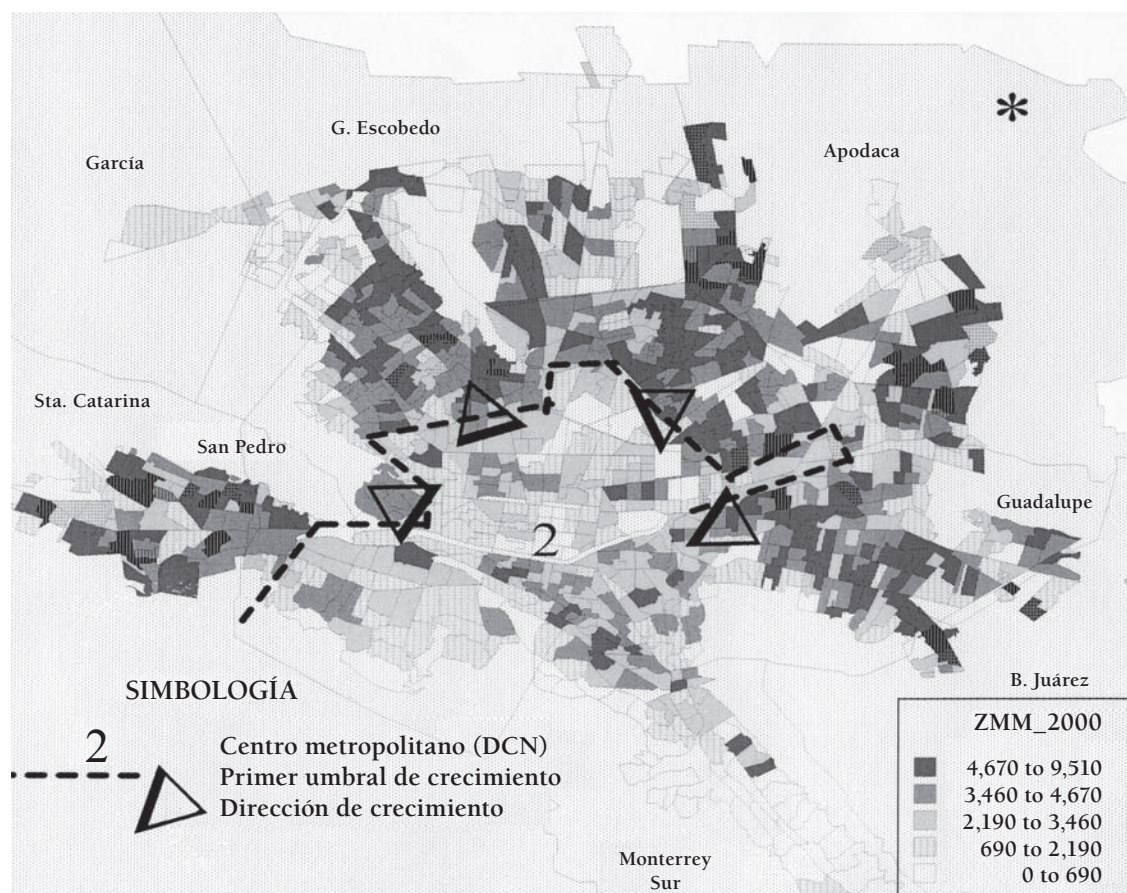 G. Escobedo
*
García
Apodaca
Sta. Catarina
San Pedro
Guadalupe
2
B. Juárez
SIMBOLOGÍA
2
Centro metropolitano (DCN)
Primer umbral de crecimiento
Dirección de crecimiento
ZMM_2000
4,670 to 9,510
3,460 to 4,670
2,190 to 3,460
690 to 2,190
0 to 690
Monterrey
Sur